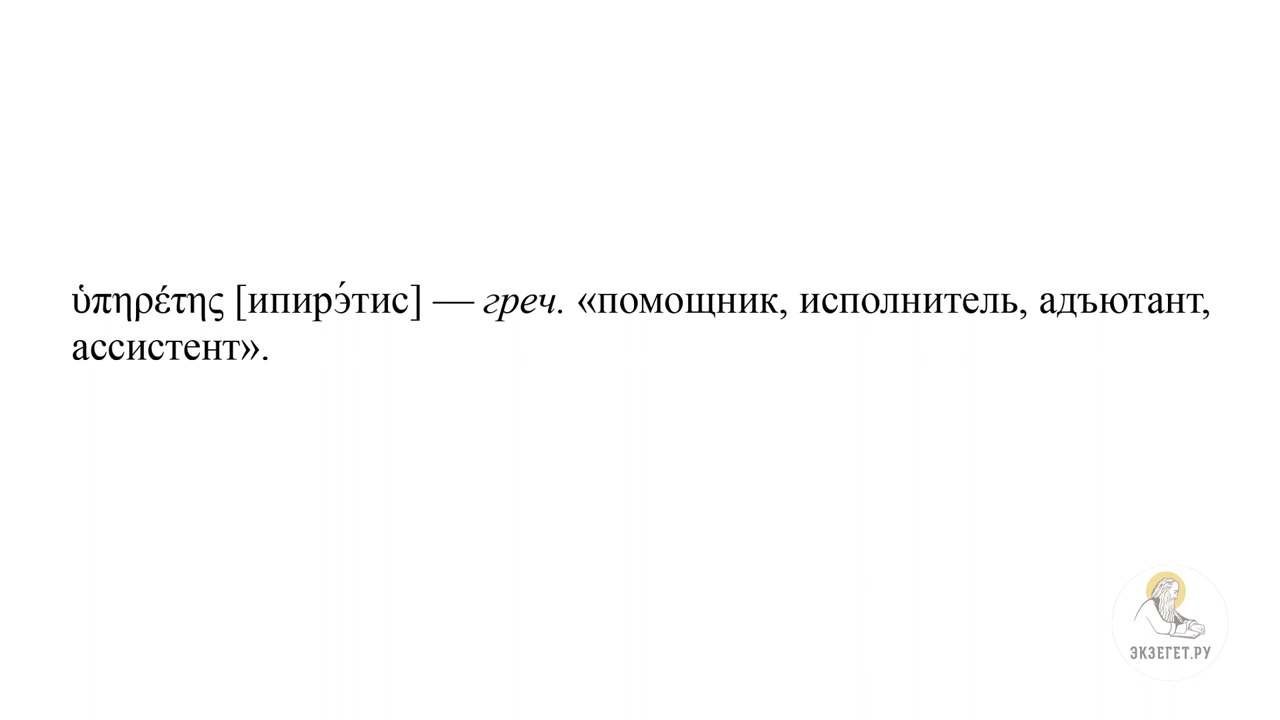 ὑπηρέτης [ипирэ́тис] — греч. «помощник, исполнитель, адъютант,
ассистент».
ЭКЗЕГЕТ.РУ